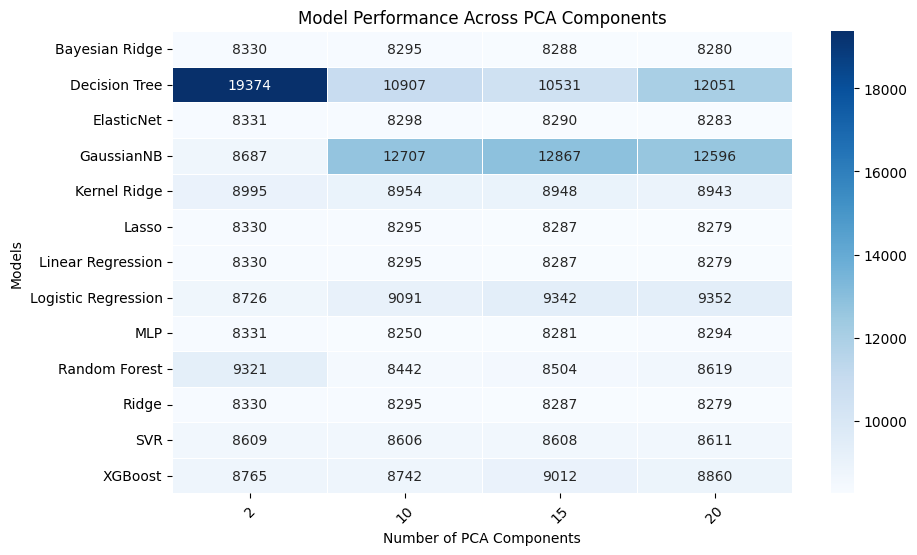 Model Performance Across PCA Components
Bayesian Ridge 8330 8295 8288 8280
Decision Tree 19374 10907 10531 12051
ElasticNet 8331 8298 8290 8283
GaussianNB 8687 12707 12867 12596
Kernel Ridge 8995 8954 8948 8943
Lasso 8330 8295 8287 8279
Linear Regression 8330 8295 8287 8279
Logistic Regression 8726 9091 9342 9352
MLP 8331 8250 8281 8294
Random Forest 9321 8442 8504 8619
Ridge 8330 8295 8287 8279
SVR 8609 8606 8608 8611
XGBoost 8765 8742 9012 8860
2 10 15 20
Number of PCA Components
Models
18000
16000
14000
12000
10000